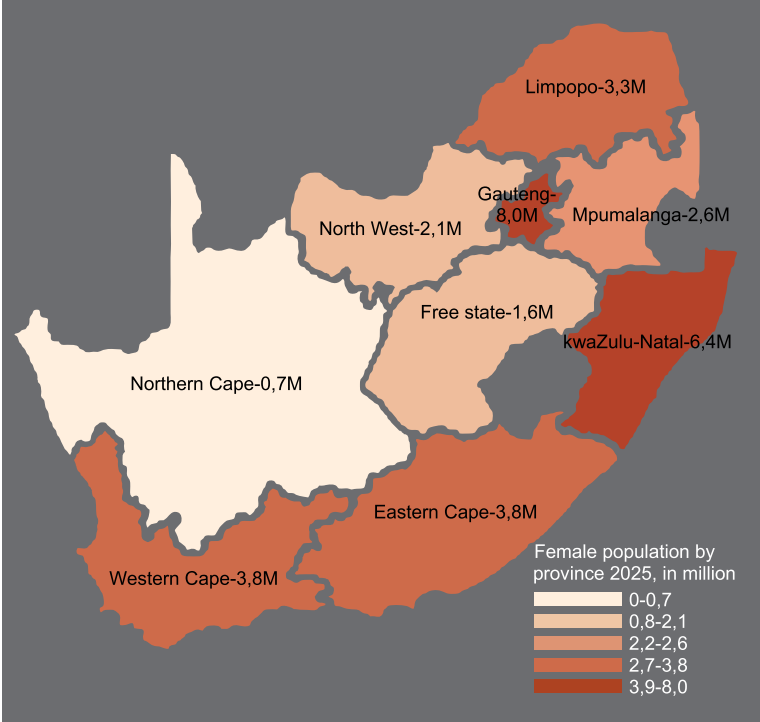 Limpopo-3,3M
Gauteng-
8,0M
Mpumalanga-2,6M
North West-2,1M
Free state-1,6M
kwaZulu-Natal-6,4M
Northern Cape-0,7M
Eastern Cape-3,8M
Western Cape-3,8M
Female population by
province 2025, in million
0-0,7
0,8-2,1
2,2-2,6
2,7-3,8
3,9-8,0